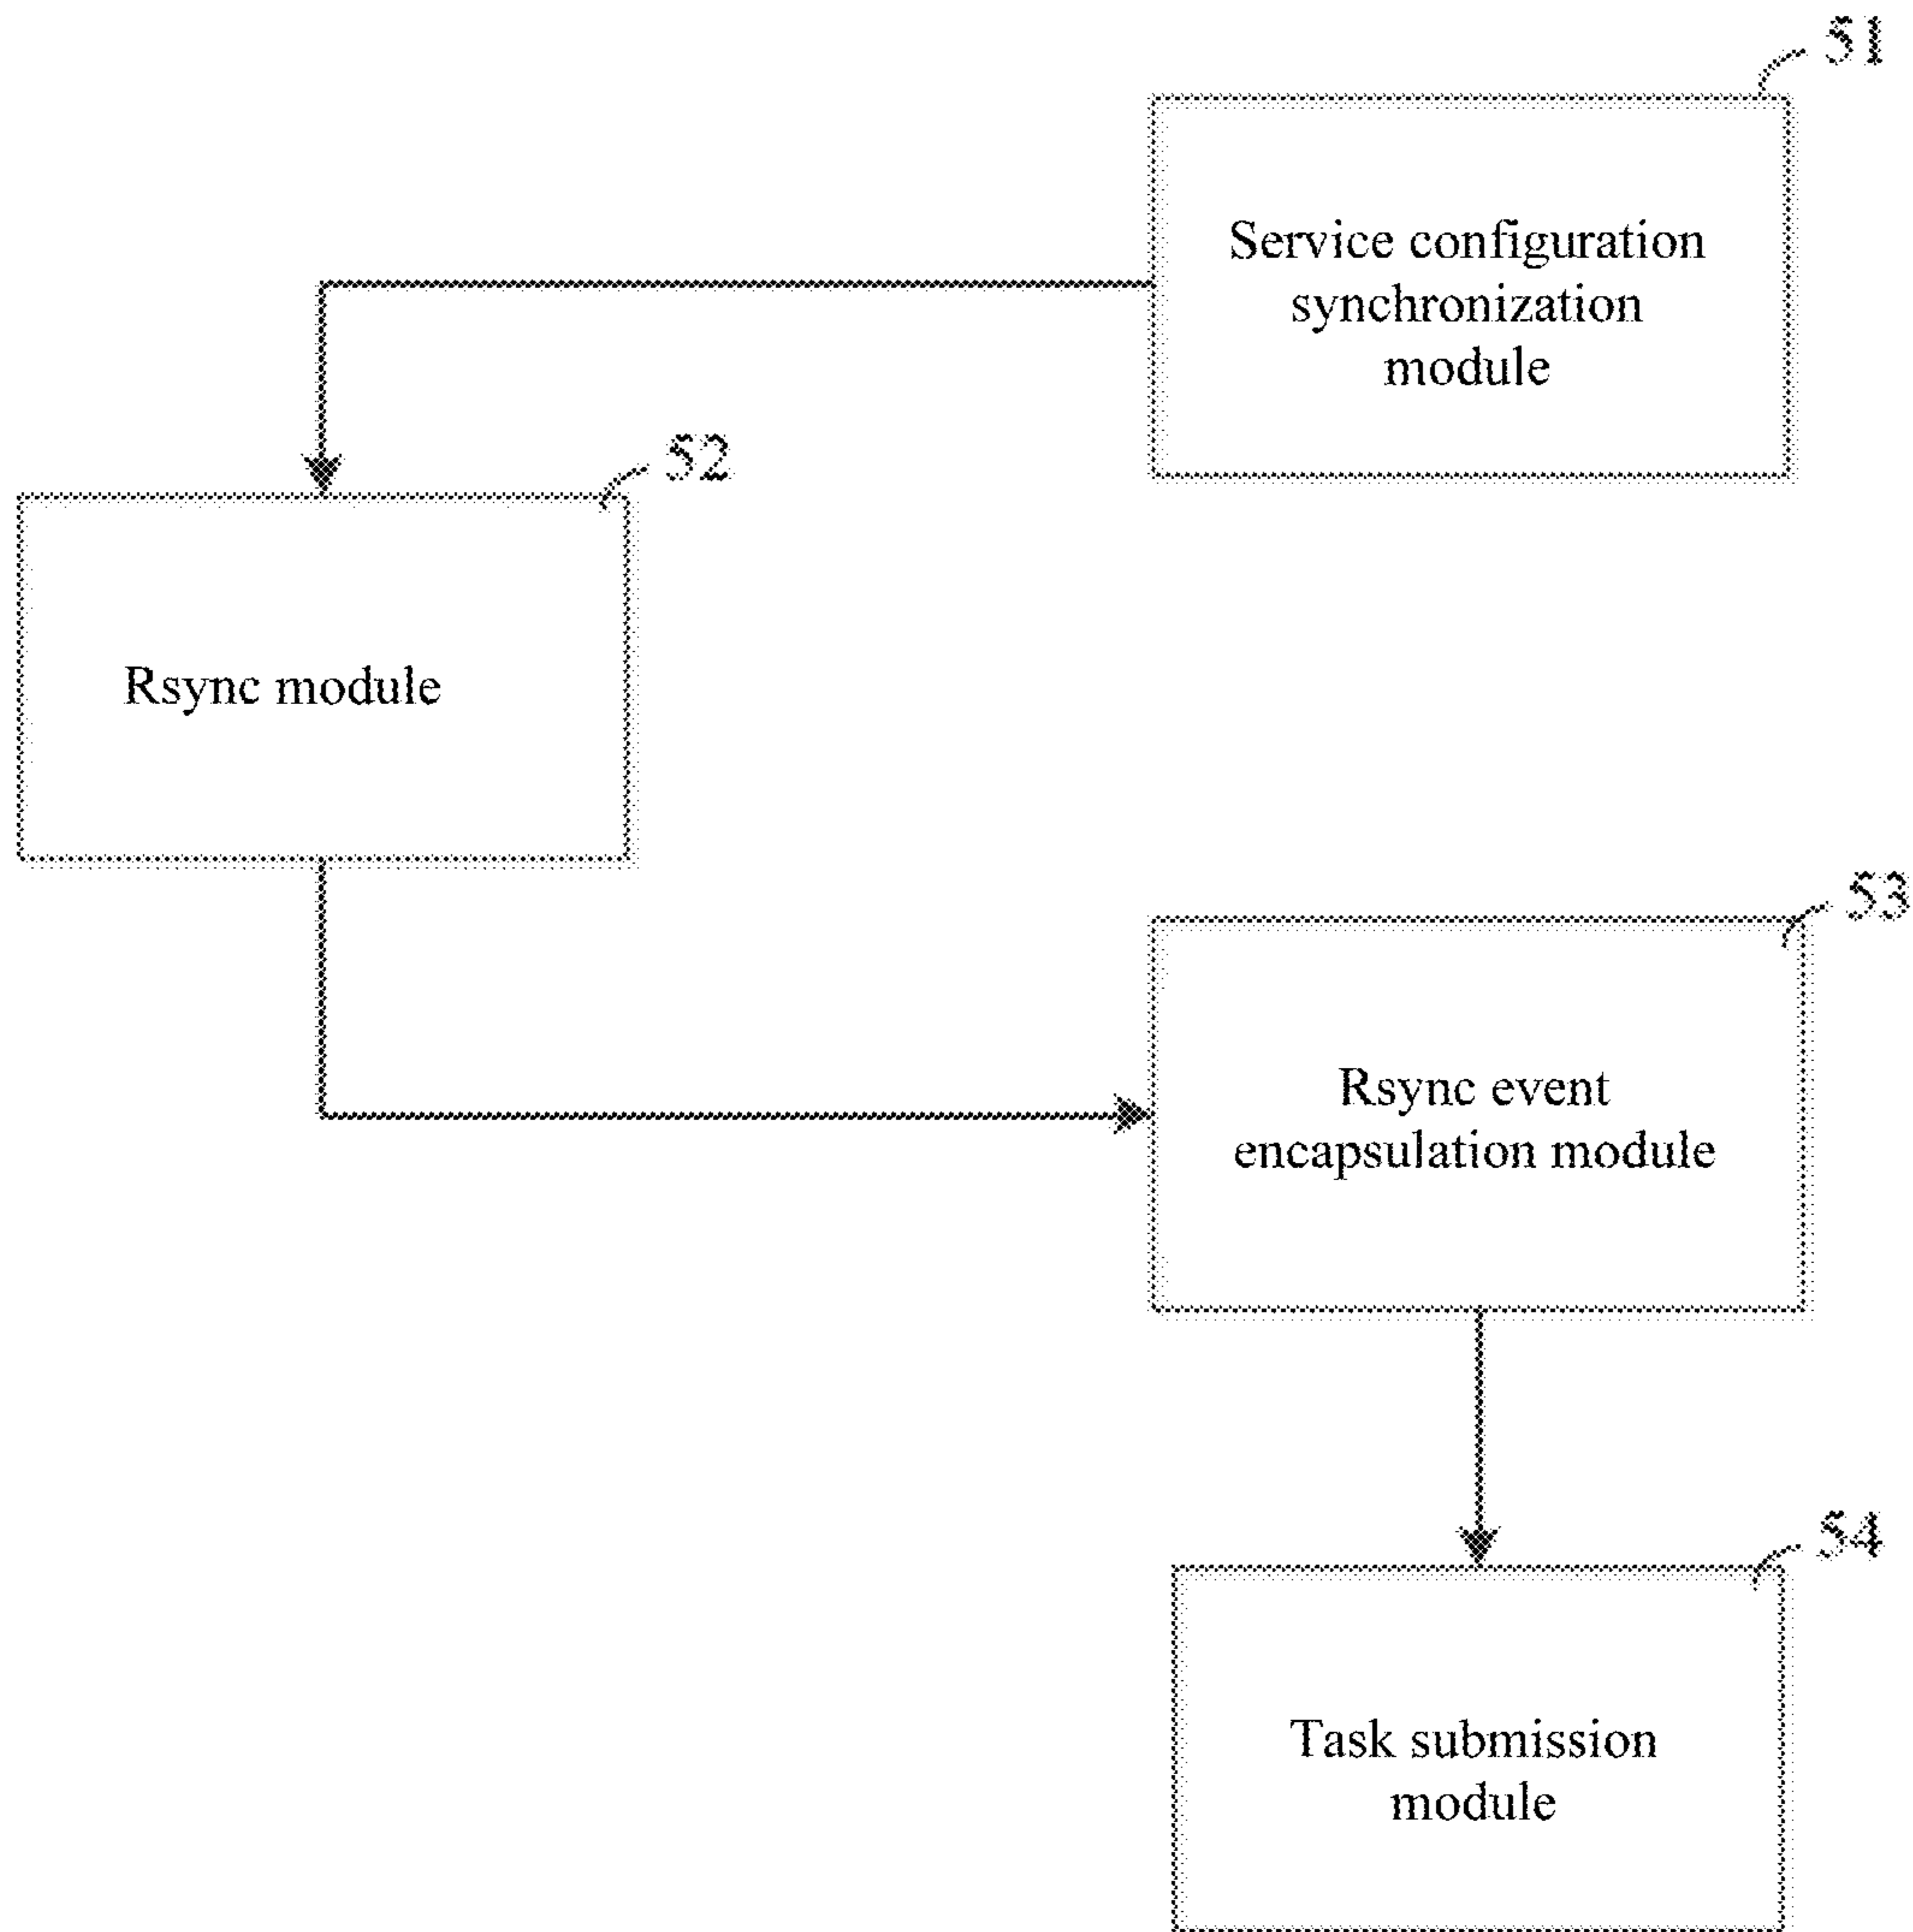 51
Service configuration
synchronization
module
52
Rsync module
53
Rsync event
encapsulation module
54
Task submission
module